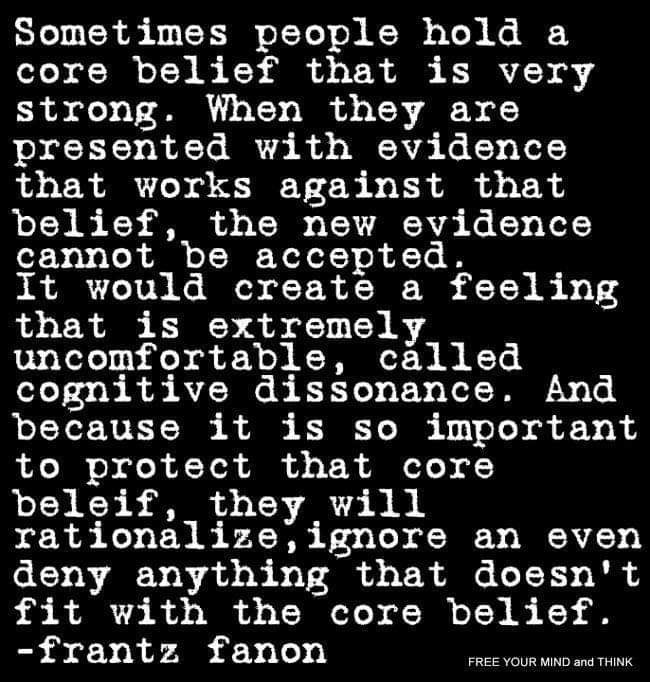 Sometimes people hold a
core belief that is very
strong. When they are
presented with evidence
that works against that
belief, the new evidence
cannot be accepted.
It would create a feeling
that is extremely
uncomfortable, called
cognitive dissonance. And
because it is so important
to protect that core
beleif, they will
rationalize,ignore an even
deny anything that doesn't
fit with the core belief.
-frantz fanon
FREE YOUR MIND and THINK